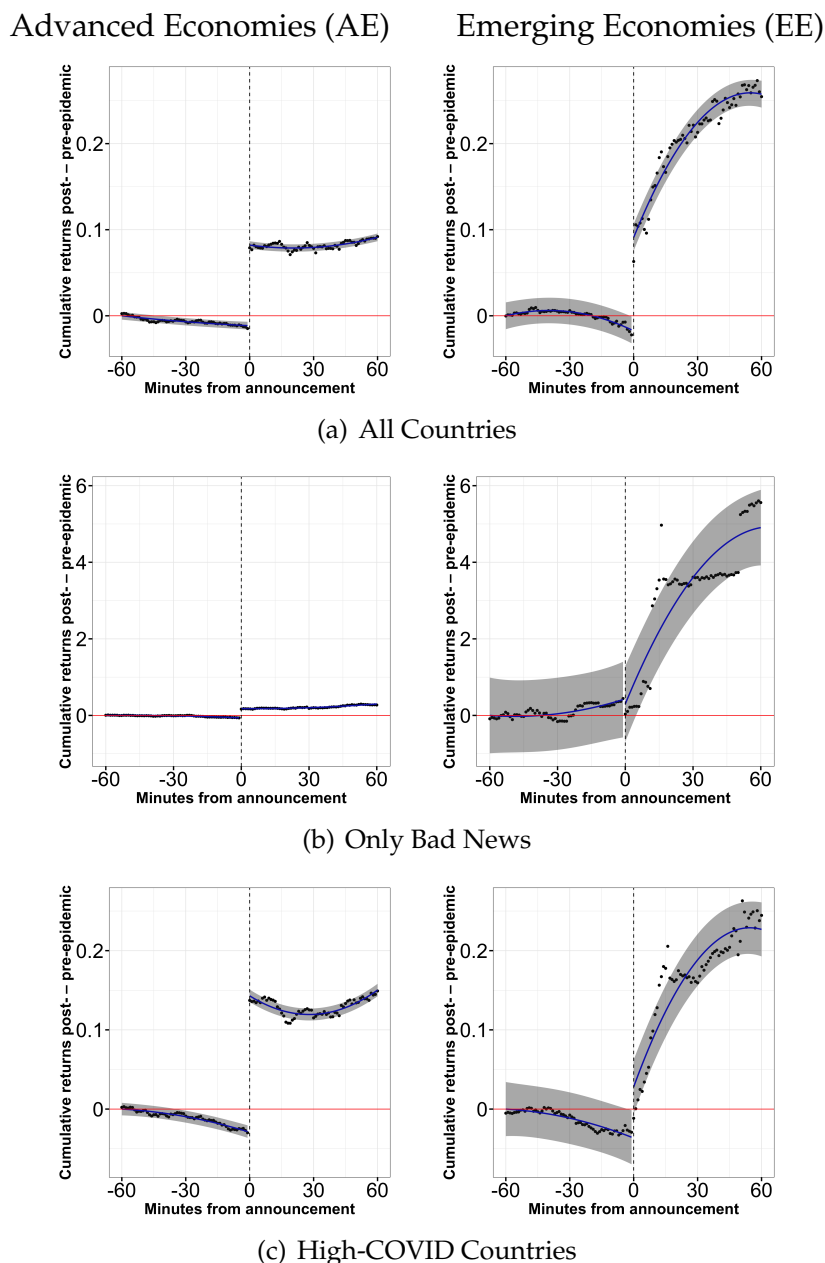 Advanced Economies (AE)
Emerging Economies (EE)
Cumulative returns post- – pre-epidemic
0.2
0.1
0
-60
-30
0
30
60
Minutes from announcement
Cumulative returns post- – pre-epidemic
0.2
0.1
0
-60
-30
0
30
60
Minutes from announcement
(a) All Countries
Cumulative returns post- – pre-epidemic
6
4
2
0
-60
-30
0
30
60
Minutes from announcement
Cumulative returns post- – pre-epidemic
6
4
2
0
-60
-30
0
30
60
Minutes from announcement
(b) Only Bad News
Cumulative returns post- – pre-epidemic
0.2
0.1
0
-60
-30
0
30
60
Minutes from announcement
Cumulative returns post- – pre-epidemic
0.2
0.1
0
-60
-30
0
30
60
Minutes from announcement
(c) High-COVID Countries